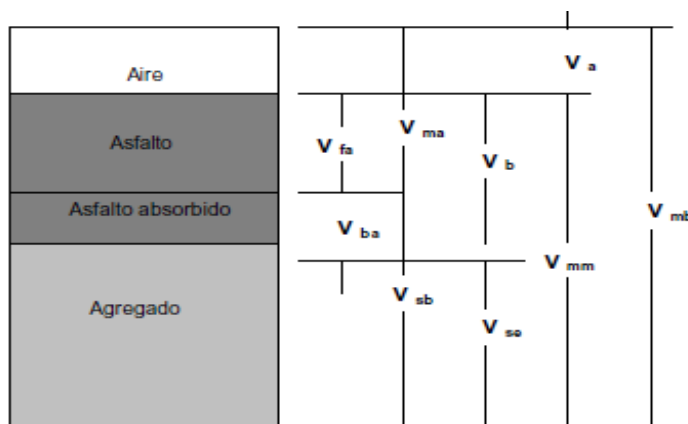 Aire
Asfalto
Asfalto absorbido
Agregado
V a
V fa
V ma
V b
V mb
V ba
V mm
V sb
V se